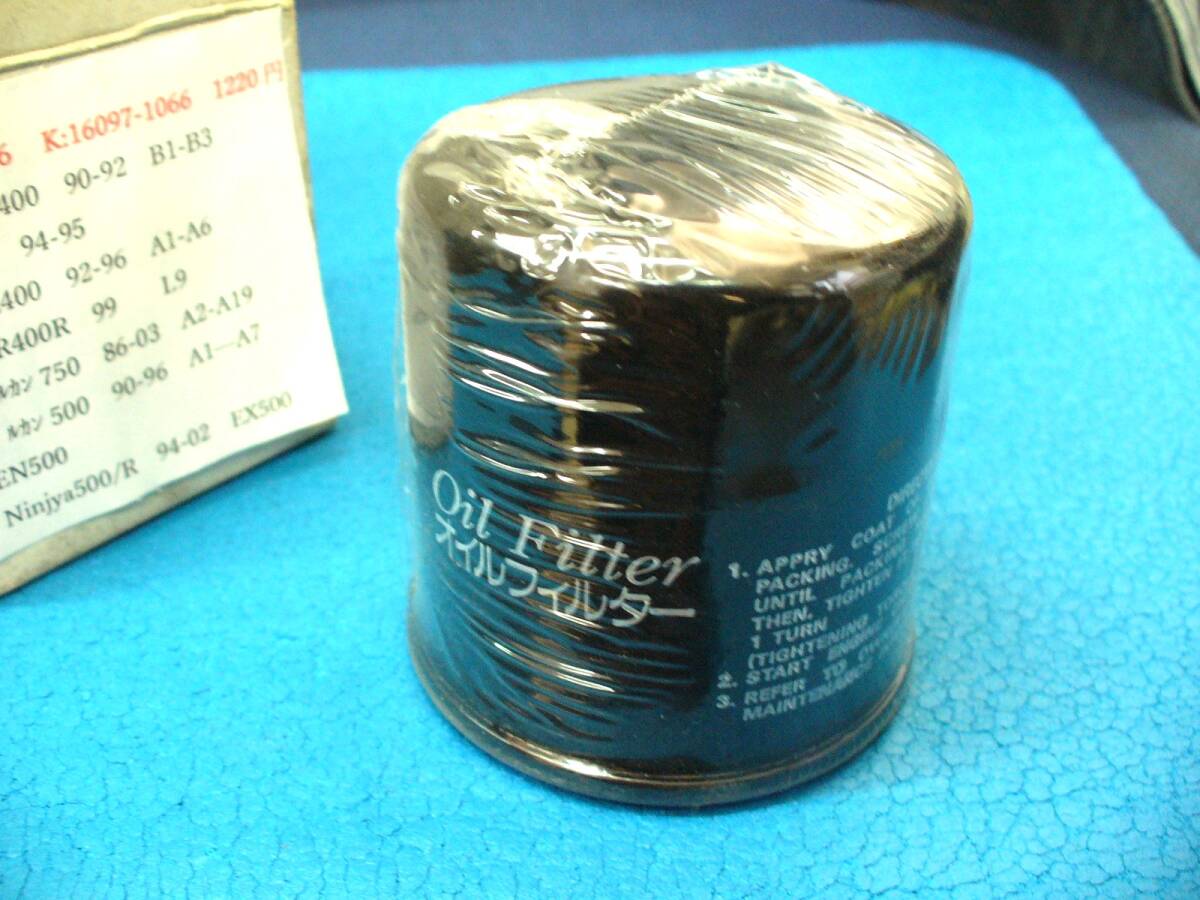 6 K:16097-1066 1220円
400 90-92 B1-B3
94-95
400 92-96 A1-A6
R400R 99 L9
ルカン 750 86-03 A2-A19
ルカン 500 90-96 A1—A7
EN500
Ninjya500/R 94-02 EX500
Oil Filter
オイルフィルター
1. APPRY COAT
PACKING.
UNTIL PACKING
THEN, TIGHTEN
1 TURN
(TIGHTENING
2. START ENGINE
3. REFER TO
MAINTENANCE